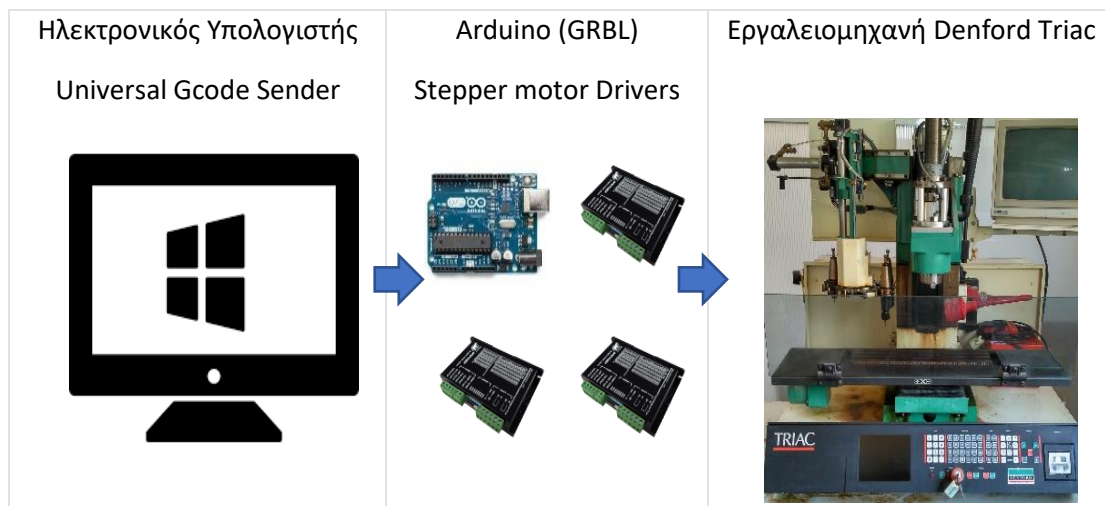 Ηλεκτρονικός Υπολογιστής
Universal Gcode Sender
Arduino (GRBL)
Stepper motor Drivers
Εργαλειομηχανή Denford Triac
TRIAC